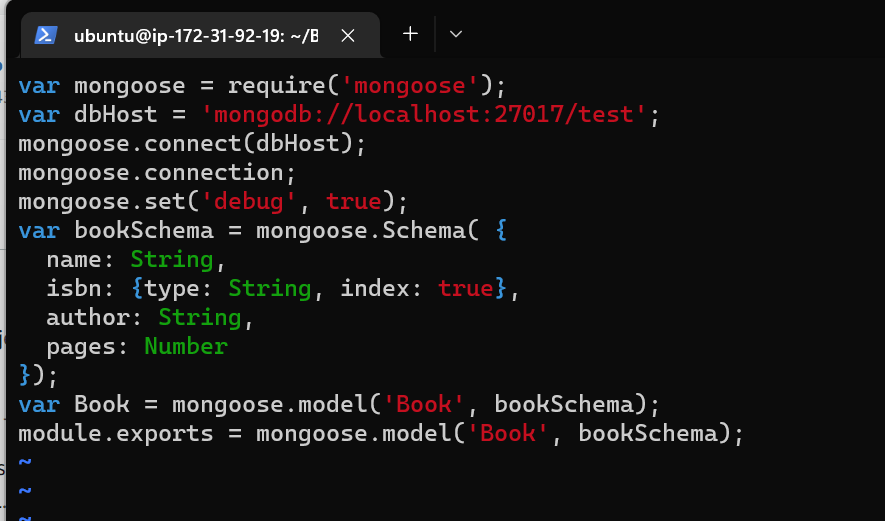 ubuntu@ip-172-31-92-19: ~/B
var mongoose = require('mongoose');
var dbHost = 'mongodb://localhost:27017/test';
mongoose.connect(dbHost);
mongoose.connection;
mongoose.set('debug', true);
var bookSchema = mongoose.Schema( {
  name: String,
  isbn: {type: String, index: true},
  author: String,
  pages: Number
});
var Book = mongoose.model('Book', bookSchema);
module.exports = mongoose.model('Book', bookSchema);
~
~
~